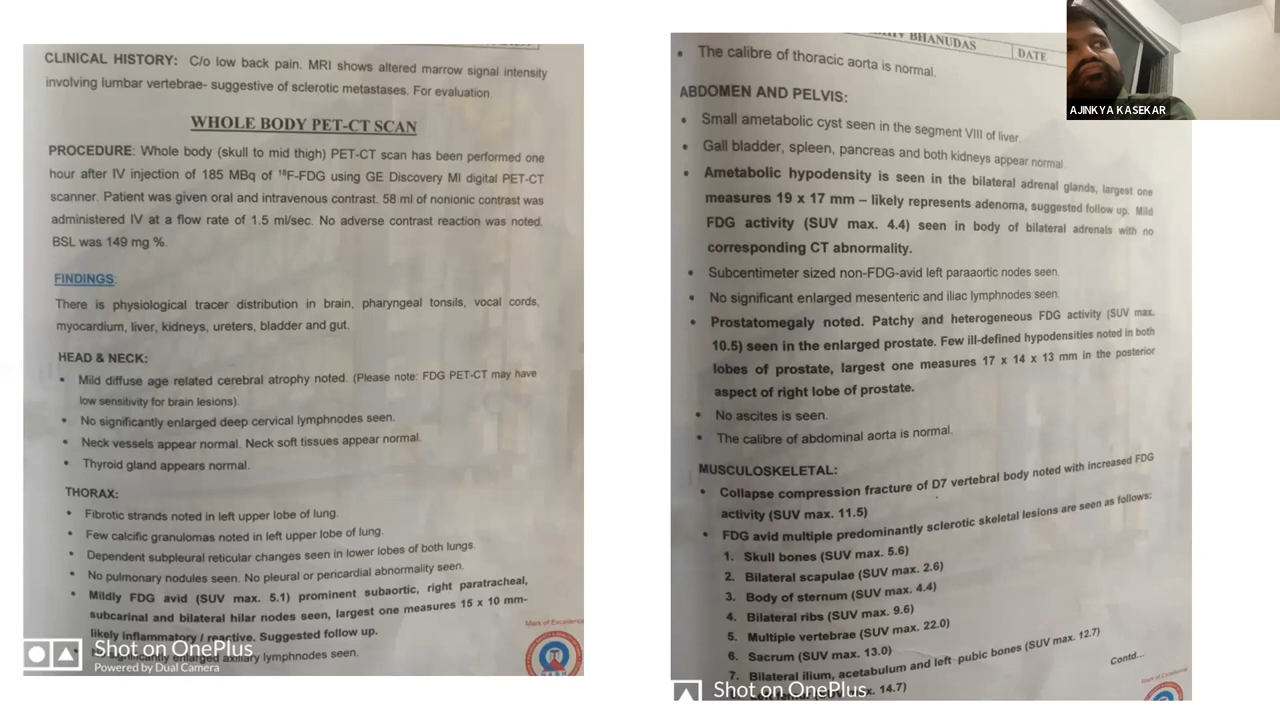 CLINICAL HISTORY: C/o low back pain. MRI shows altered marrow signal intensity
involving lumbar vertebrae- suggestive of sclerotic metastases. For evaluation
WHOLE BODY PET-CT SCAN
PROCEDURE: Whole body (skull to mid thigh) PET-CT scan has been performed one
hour after IV injection of 185 MBq of ¹⁸F-FDG using GE Discovery MI digital PET-CT
scanner. Patient was given oral and intravenous contrast. 58 ml of nonionic contrast was
administered IV at a flow rate of 1.5 ml/sec. No adverse contrast reaction was noted.
BSL was 149 mg %.
FINDINGS:
There is physiological tracer distribution in brain, pharyngeal tonsils, vocal cords,
myocardium, liver, kidneys, ureters, bladder and gut.
HEAD & NECK:
• Mild diffuse age related cerebral atrophy noted. (Please note: FDG PET-CT may have
low sensitivity for brain lesions).
• No significantly enlarged deep cervical lymphnodes seen.
• Neck vessels appear normal. Neck soft tissues appear normal.
• Thyroid gland appears normal.
THORAX:
• Fibrotic strands noted in left upper lobe of lung.
• Few calcific granulomas noted in left upper lobe of lung.
• Dependent subpleural reticular changes seen in lower lobes of both lungs.
• No pulmonary nodules seen. No pleural or pericardial abnormality seen.
• Mildly FDG avid (SUV max. 5.1) prominent subaortic, right paratracheal,
subcarinal and bilateral hilar nodes seen, largest one measures 15 x 10 mm-
likely inflammatory / reactive. Suggested follow up.
enlarged axillary lymphnodes seen.
Shot on OnePlus
Powered by Dual Camera
Mark of Excellence
BHANUDAS
DATE
• The calibre of thoracic aorta is normal.
ABDOMEN AND PELVIS:
• Small ametabolic cyst seen in the segment VIII of liver.
• Gall bladder, spleen, pancreas and both kidneys appear normal
• Ametabolic hypodensity is seen in the bilateral adrenal glands, largest one
measures 19 x 17 mm – likely represents adenoma, suggested follow up. Mild
FDG activity (SUV max. 4.4) seen in body of bilateral adrenals with no
corresponding CT abnormality.
• Subcentimeter sized non-FDG-avid left paraaortic nodes seen.
• No significant enlarged mesenteric and iliac lymphnodes seen.
• Prostatomegaly noted. Patchy and heterogeneous FDG activity (SUV max.
10.5) seen in the enlarged prostate. Few ill-defined hypodensities noted in both
lobes of prostate, largest one measures 17 x 14 x 13 mm in the posterior
aspect of right lobe of prostate.
• No ascites is seen.
• The calibre of abdominal aorta is normal.
MUSCULOSKELETAL:
• Collapse compression fracture of D7 vertebral body noted with increased FDG
activity (SUV max. 11.5)
• FDG avid multiple predominantly sclerotic skeletal lesions are seen as follows:
1. Skull bones (SUV max. 5.6)
2. Bilateral scapulae (SUV max. 2.6)
3. Body of sternum (SUV max. 4.4)
4. Bilateral ribs (SUV max. 9.6)
5. Multiple vertebrae (SUV max. 22.0)
6. Sacrum (SUV max. 13.0)
7. Bilateral ilium, acetabulum and left pubic bones (SUV max. 12.7)
14.7)
Contd...
Shot on OnePlus
Mark of Excellence
AJINKYA KASEKAR